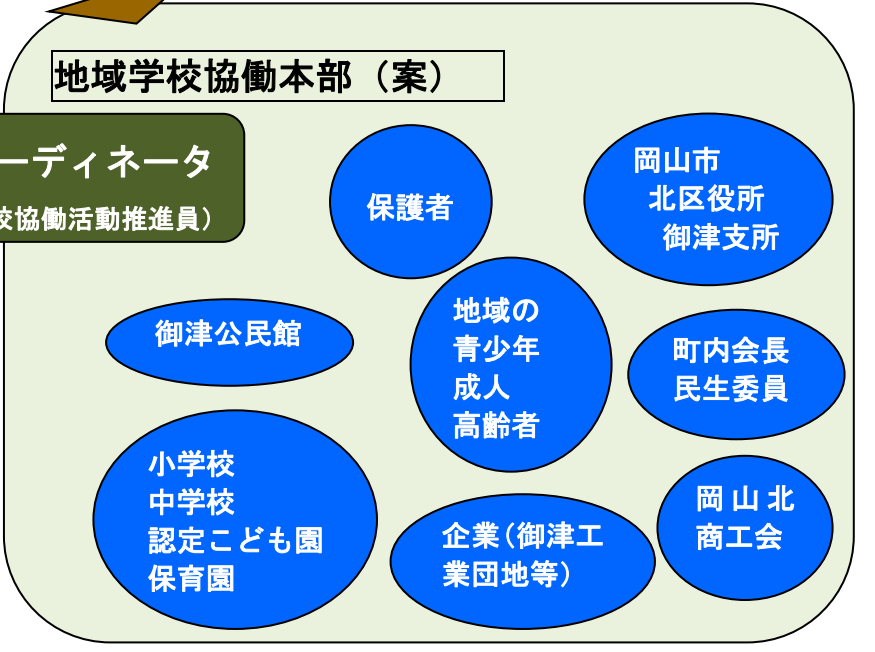 地域学校協働本部（案）
ーディネータ
校協働活動推進員）
保護者
岡山市
北区役所
御津支所
御津公民館
地域の
青少年
成人
高齢者
町内会長
民生委員
小学校
中学校
認定こども園
保育園
企業（御津工
業団地等）
岡山北
商工会